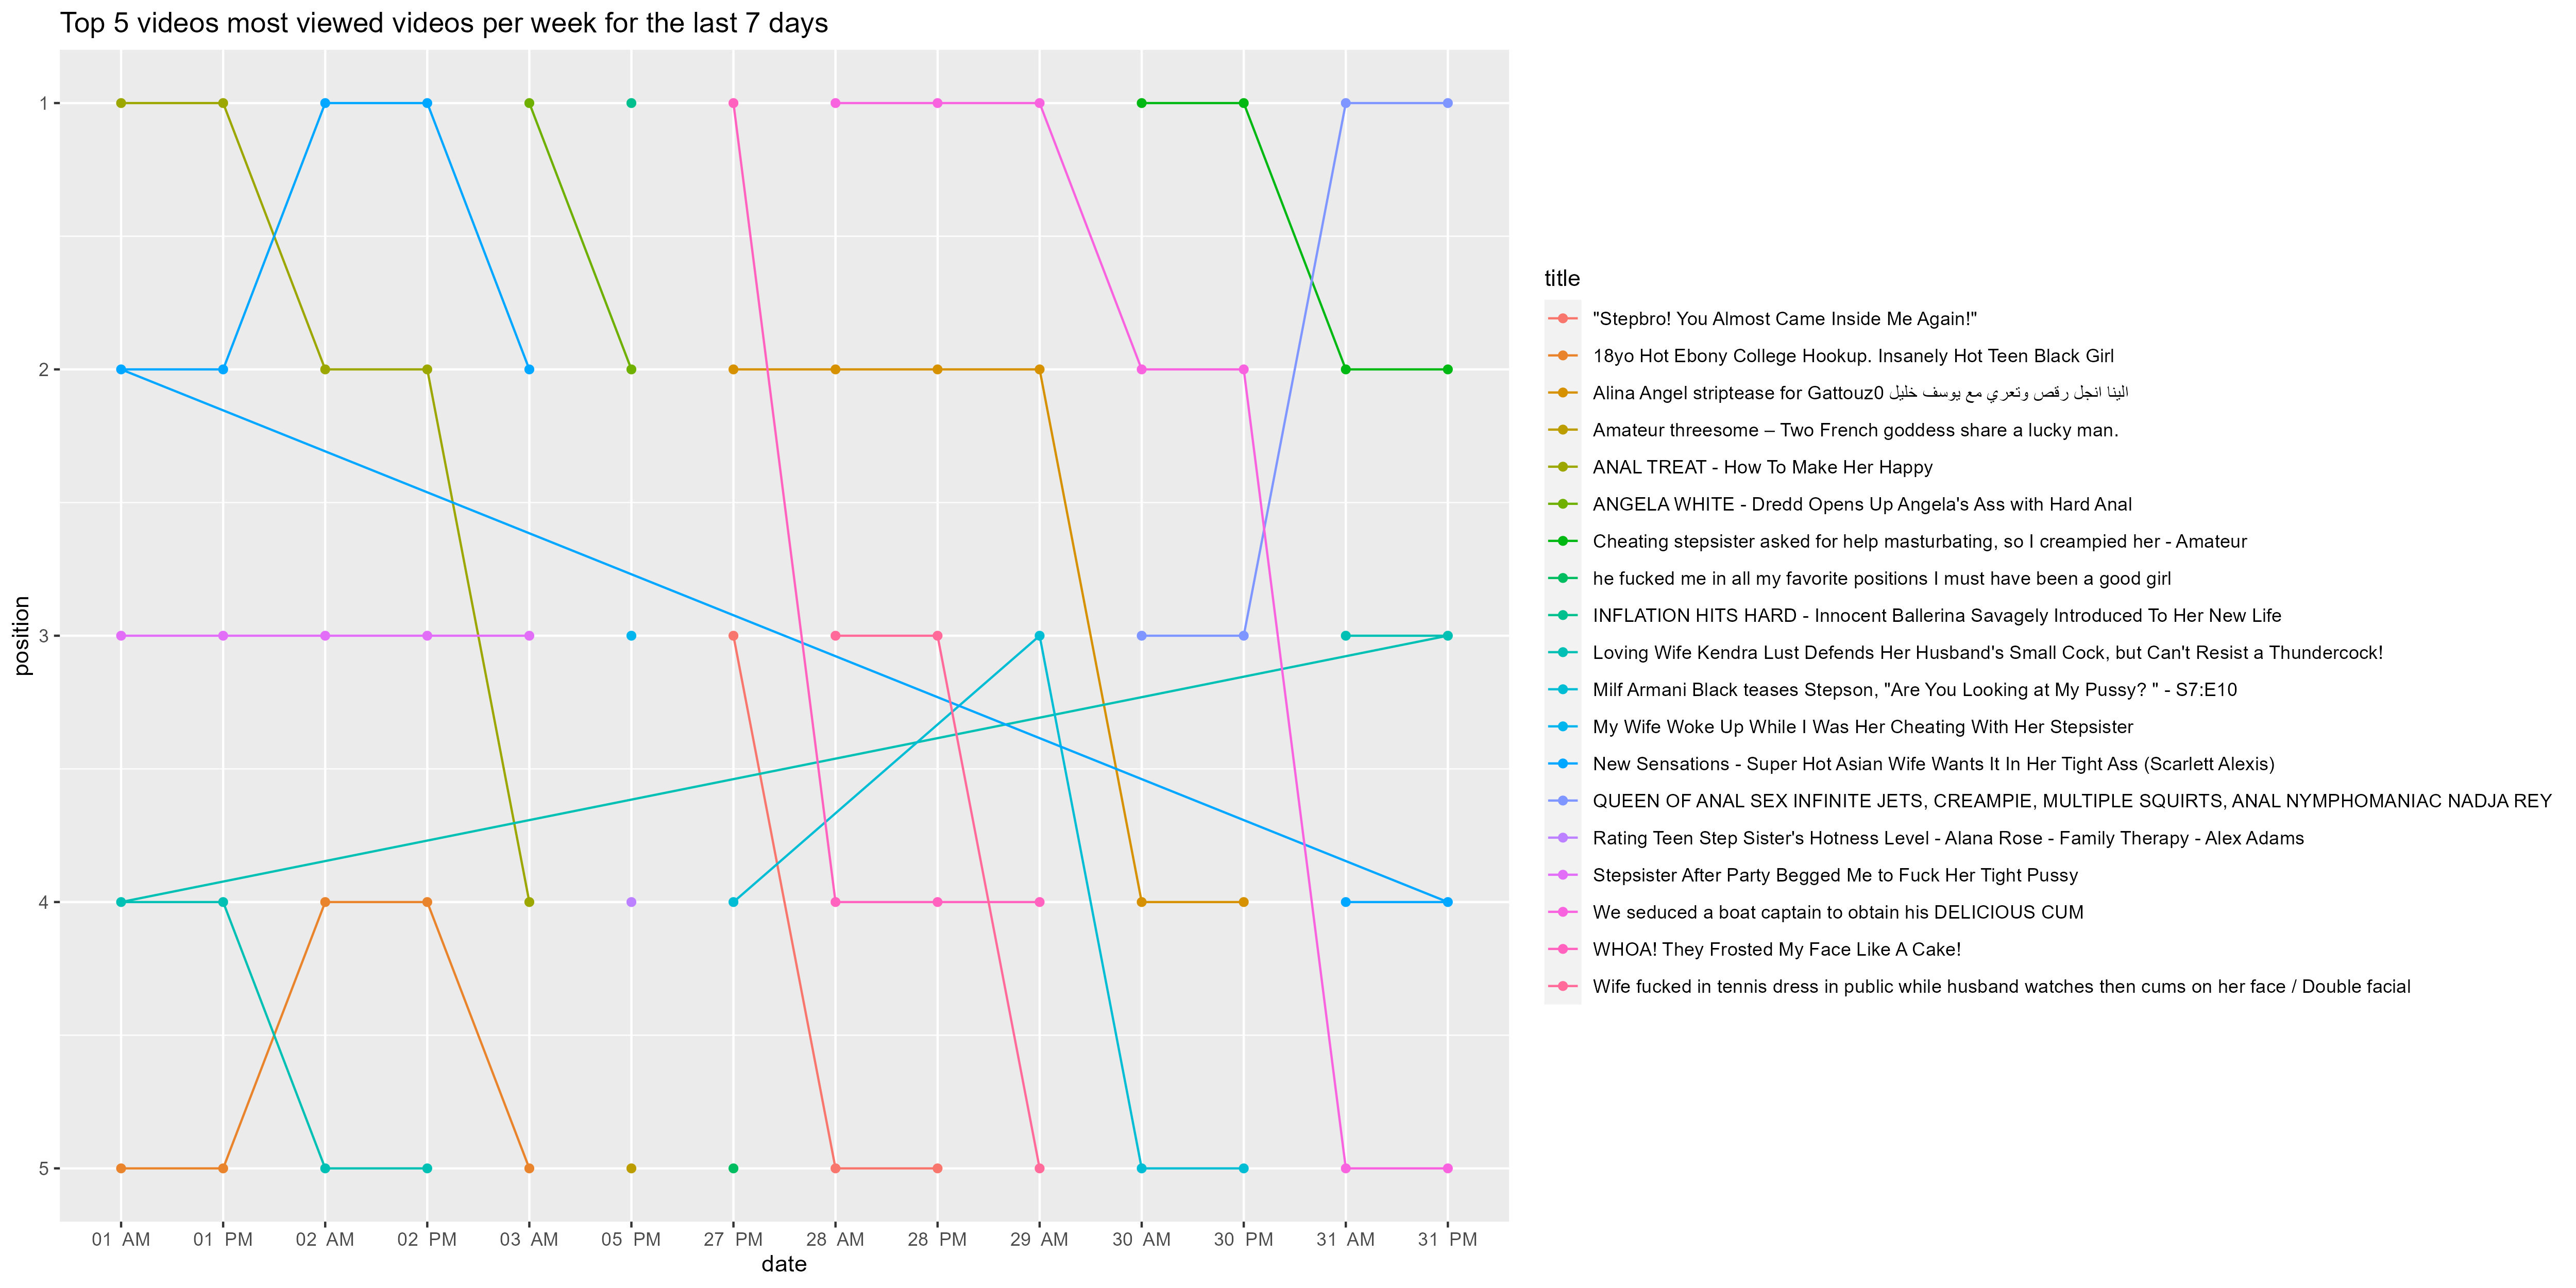 Top 5 videos most viewed videos per week for the last 7 days
position
1
2
3
4
5
01 AM
01 PM
02 AM
02 PM
03 AM
05 PM
27 PM
28 AM
28 PM
29 AM
30 AM
30 PM
31 AM
31 PM
date
title
"Stepbro! You Almost Came Inside Me Again!"
18yo Hot Ebony College Hookup. Insanely Hot Teen Black Girl
Alina Angel striptease for Gattouz0 الينا انجل رقص وتعري مع يوسف خليل
Amateur threesome – Two French goddess share a lucky man.
ANAL TREAT - How To Make Her Happy
ANGELA WHITE - Dredd Opens Up Angela's Ass with Hard Anal
Cheating stepsister asked for help masturbating, so I creampied her - Amateur
he fucked me in all my favorite positions I must have been a good girl
INFLATION HITS HARD - Innocent Ballerina Savagely Introduced To Her New Life
Loving Wife Kendra Lust Defends Her Husband's Small Cock, but Can't Resist a Thundercock!
Milf Armani Black teases Stepson, "Are You Looking at My Pussy? " - S7:E10
My Wife Woke Up While I Was Her Cheating With Her Stepsister
New Sensations - Super Hot Asian Wife Wants It In Her Tight Ass (Scarlett Alexis)
QUEEN OF ANAL SEX INFINITE JETS, CREAMPIE, MULTIPLE SQUIRTS, ANAL NYMPHOMANIAC NADJA REY
Rating Teen Step Sister's Hotness Level - Alana Rose - Family Therapy - Alex Adams
Stepsister After Party Begged Me to Fuck Her Tight Pussy
We seduced a boat captain to obtain his DELICIOUS CUM
WHOA! They Frosted My Face Like A Cake!
Wife fucked in tennis dress in public while husband watches then cums on her face / Double facial